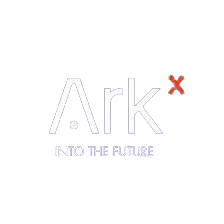 Ark x
INTO THE FUTURE